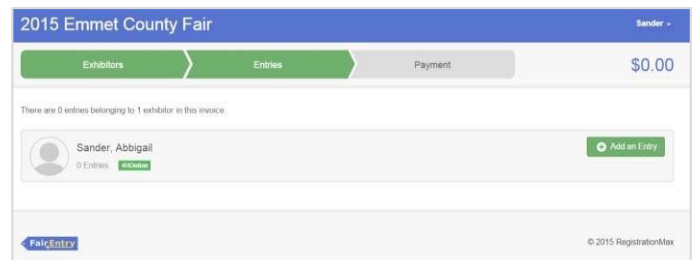 2015 Emmet County Fair
Sander
Exhibitors
Entries
Payment
$0.00
There are 0 entries belonging to 1 exhibitor in this invoice.
Sander, Abbigail
Add an Entry
0 Entries 4HOnline
FairEntry
© 2015 RegistrationMax